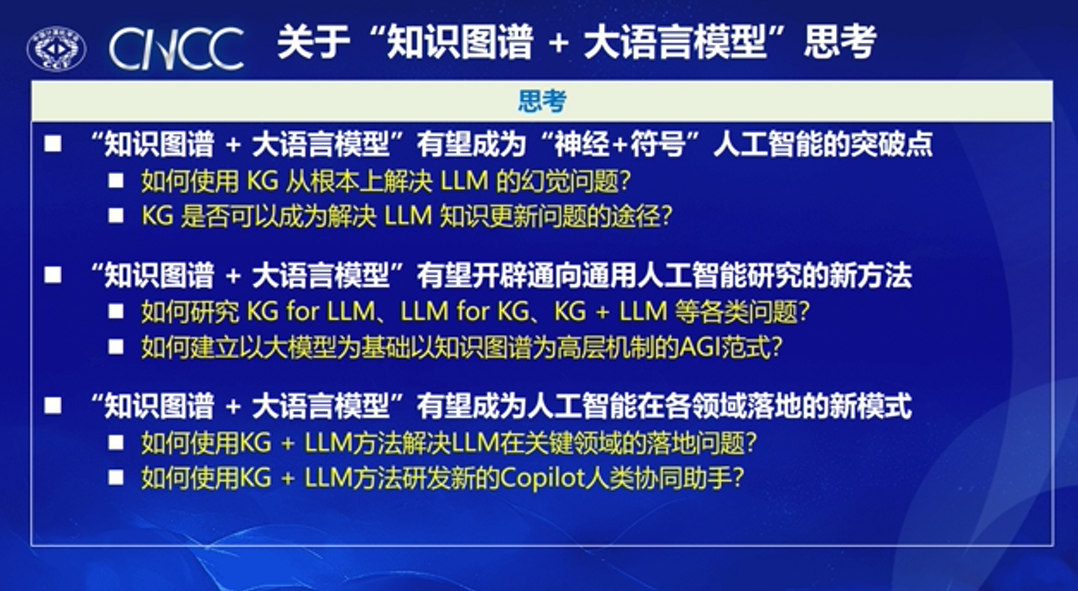 中国计算机学会
CCF
CNCC
关于“知识图谱 + 大语言模型”思考
思考
“知识图谱 + 大语言模型”有望成为“神经+符号”人工智能的突破点
如何使用 KG 从根本上解决 LLM 的幻觉问题?
KG 是否可以成为解决 LLM 知识更新问题的途径?
“知识图谱 + 大语言模型”有望开辟通向通用人工智能研究的新方法
如何研究 KG for LLM、LLM for KG、KG + LLM 等各类问题?
如何建立以大模型为基础以知识图谱为高层机制的AGI范式?
“知识图谱 + 大语言模型”有望成为人工智能在各领域落地的新模式
如何使用KG + LLM方法解决LLM在关键领域的落地问题?
如何使用KG + LLM方法研发新的Copilot人类协同助手?